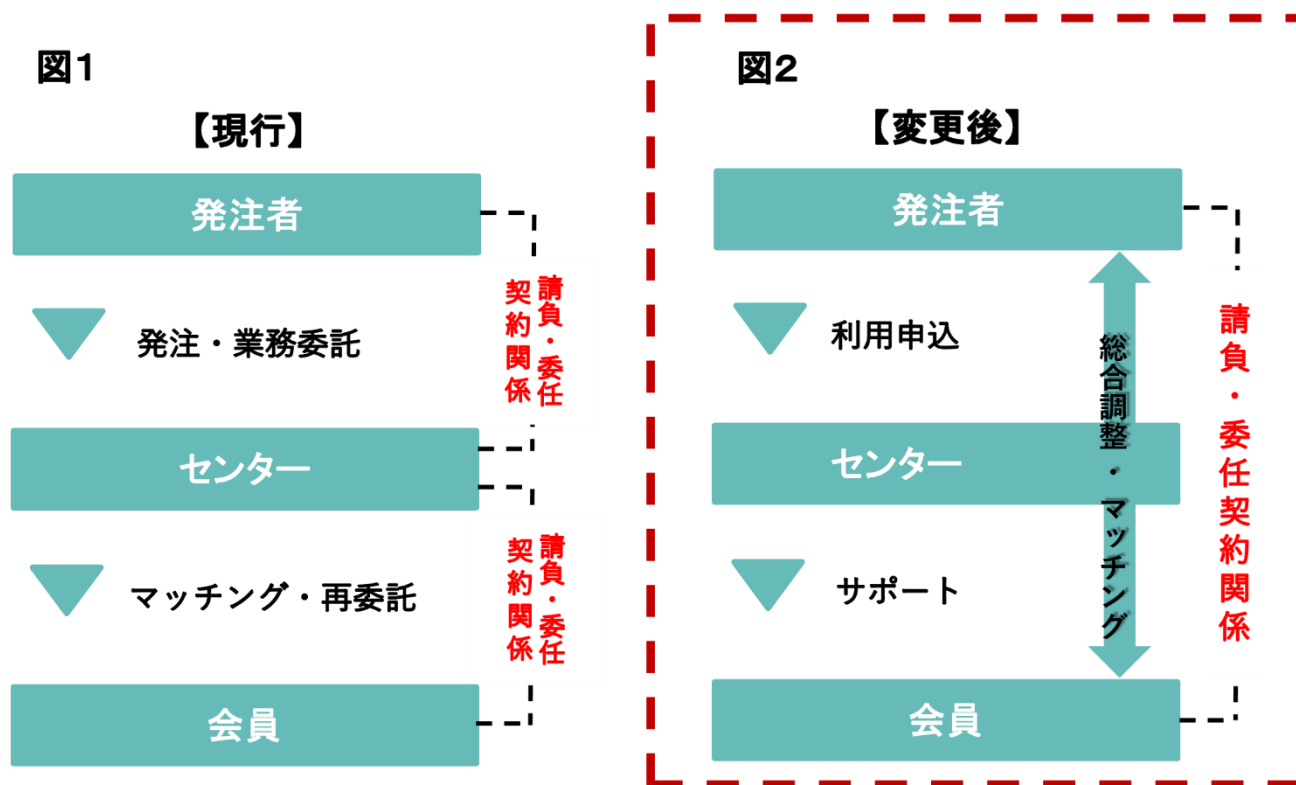 図1
【現行】
発注者
発注・業務委託
請負・委任
契約関係
センター
マッチング・再委託
請負・委任
契約関係
会員
図2
【変更後】
発注者
利用申込
総合調整・マッチング
請負・委任契約関係
センター
サポート
会員